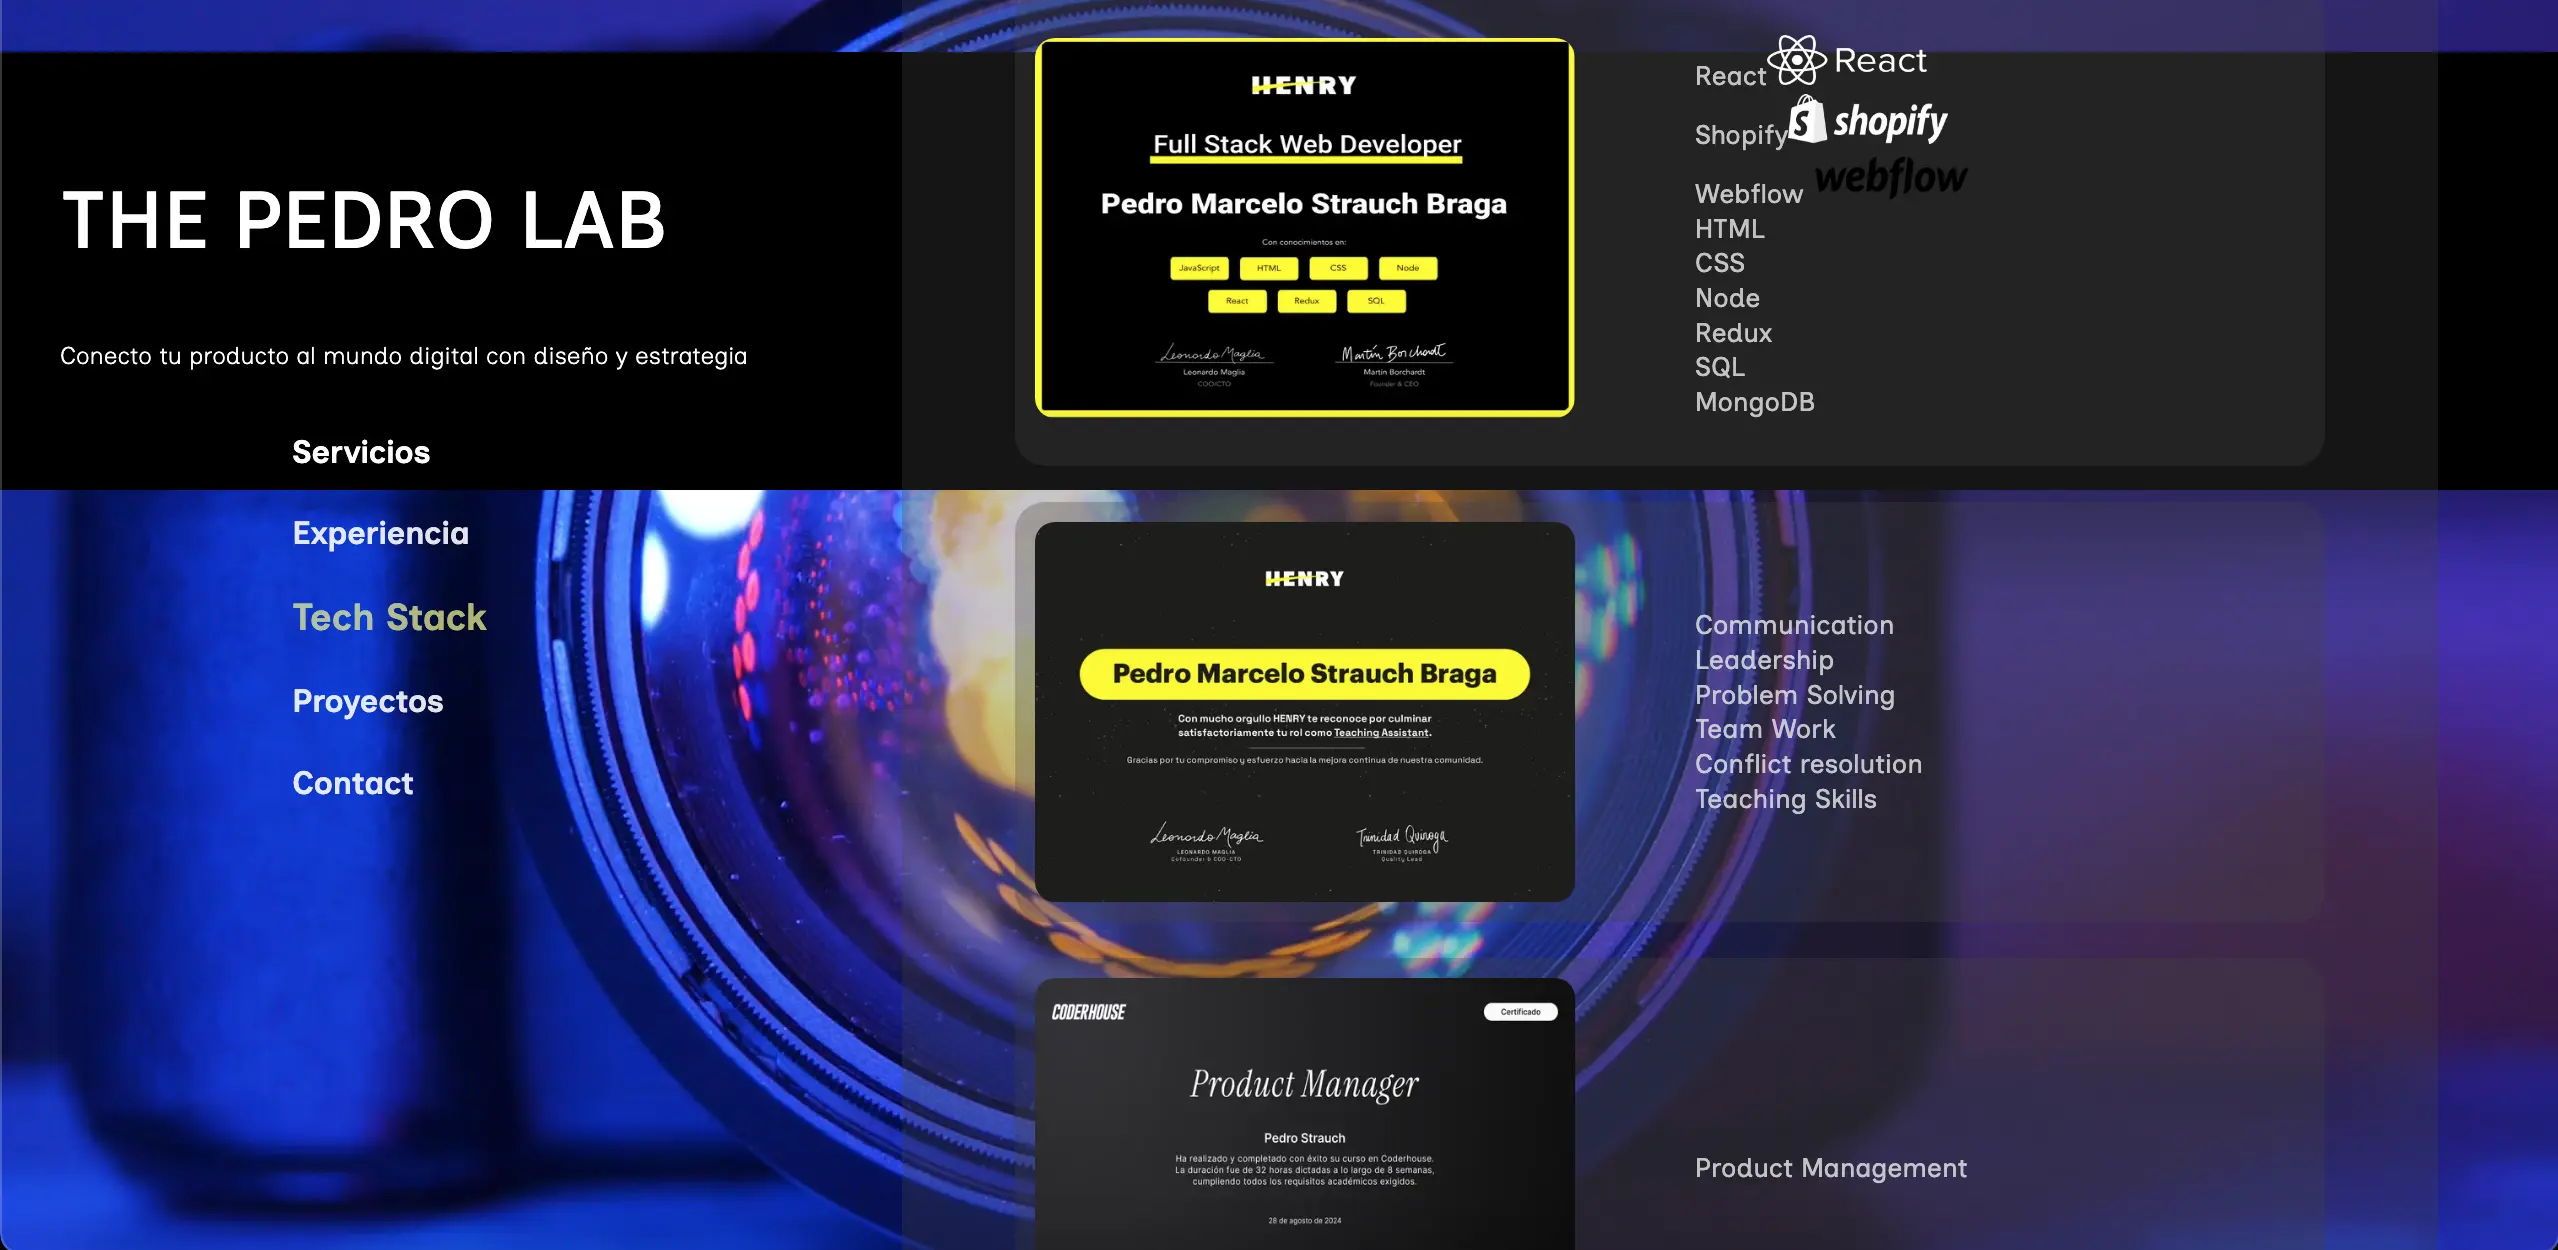 THE PEDRO LAB
Conecto tu producto al mundo digital con diseño y estrategia
Servicios
Experiencia
Tech Stack
Proyectos
Contact
HENRY
Full Stack Web Developer
Pedro Marcelo Strauch Braga
Con conocimientos en:
JavaScript HTML CSS Node
React Redux SQL
Leonardo Maglia Martín Borchardt
Leonardo Maglia Martín Borchardt
COO/CTO Founder & CEO
React React
Shopify shopify
Webflow webflow
HTML
CSS
Node
Redux
SQL
MongoDB
HENRY
Pedro Marcelo Strauch Braga
Con mucho orgullo HENRY te reconoce por culminar
satisfactoriamente tu rol como Teaching Assistant.
Gracias por tu compromiso y esfuerzo hacia la mejora continua de nuestra comunidad.
Leonardo Maglia Trinidad Quiroga
LEONARDO MAGLIA TRINIDAD QUIROGA
Cofounder & COO-CTO Quality Lead
Communication
Leadership
Problem Solving
Team Work
Conflict resolution
Teaching Skills
CODERHOUSE
Certificado
Product Manager
Pedro Strauch
Ha realizado y completado con éxito su curso en Coderhouse.
La duración fue de 32 horas dictadas a lo largo de 8 semanas,
cumpliendo todos los requisitos académicos exigidos.
28 de agosto de 2024
Product Management